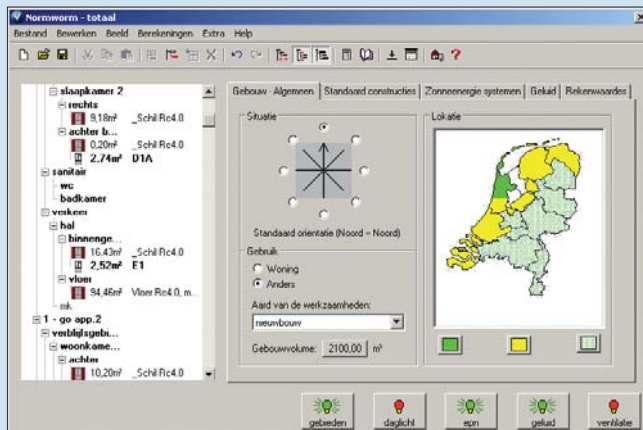 Normworm - totaal
Bestand Bewerken Beeld Berekeningen Extra Help
slaapkamer 2
rechts
9,18m² _Schil Rc4.0
achter b...
0,20m² _Schil Rc4.0
2,74m² D1A
sanitair
wc
badkamer
verkeer
hal
binnenge...
16,43m² _Schil Rc4.0
2,52m² E1
vloer
94,46m² Vloer Rc4.0, m...
mk
1 - go app.2
verblijfsgebi...
woonkame...
achter
10,20m² _Schil Rc4.0
Gebouw - Algemeen Standaard constructies Zonneenergie systemen Geluid Rekenwaardes
Situatie
Standaard orientatie (Noord = Noord)
Gebruik
Woning
Anders
Aard van de werkzaamheden:
nieuwbouw
Gebouwvolume: 2100,00 m³
Lokatie
gebieden daglicht epn geluid ventilatie